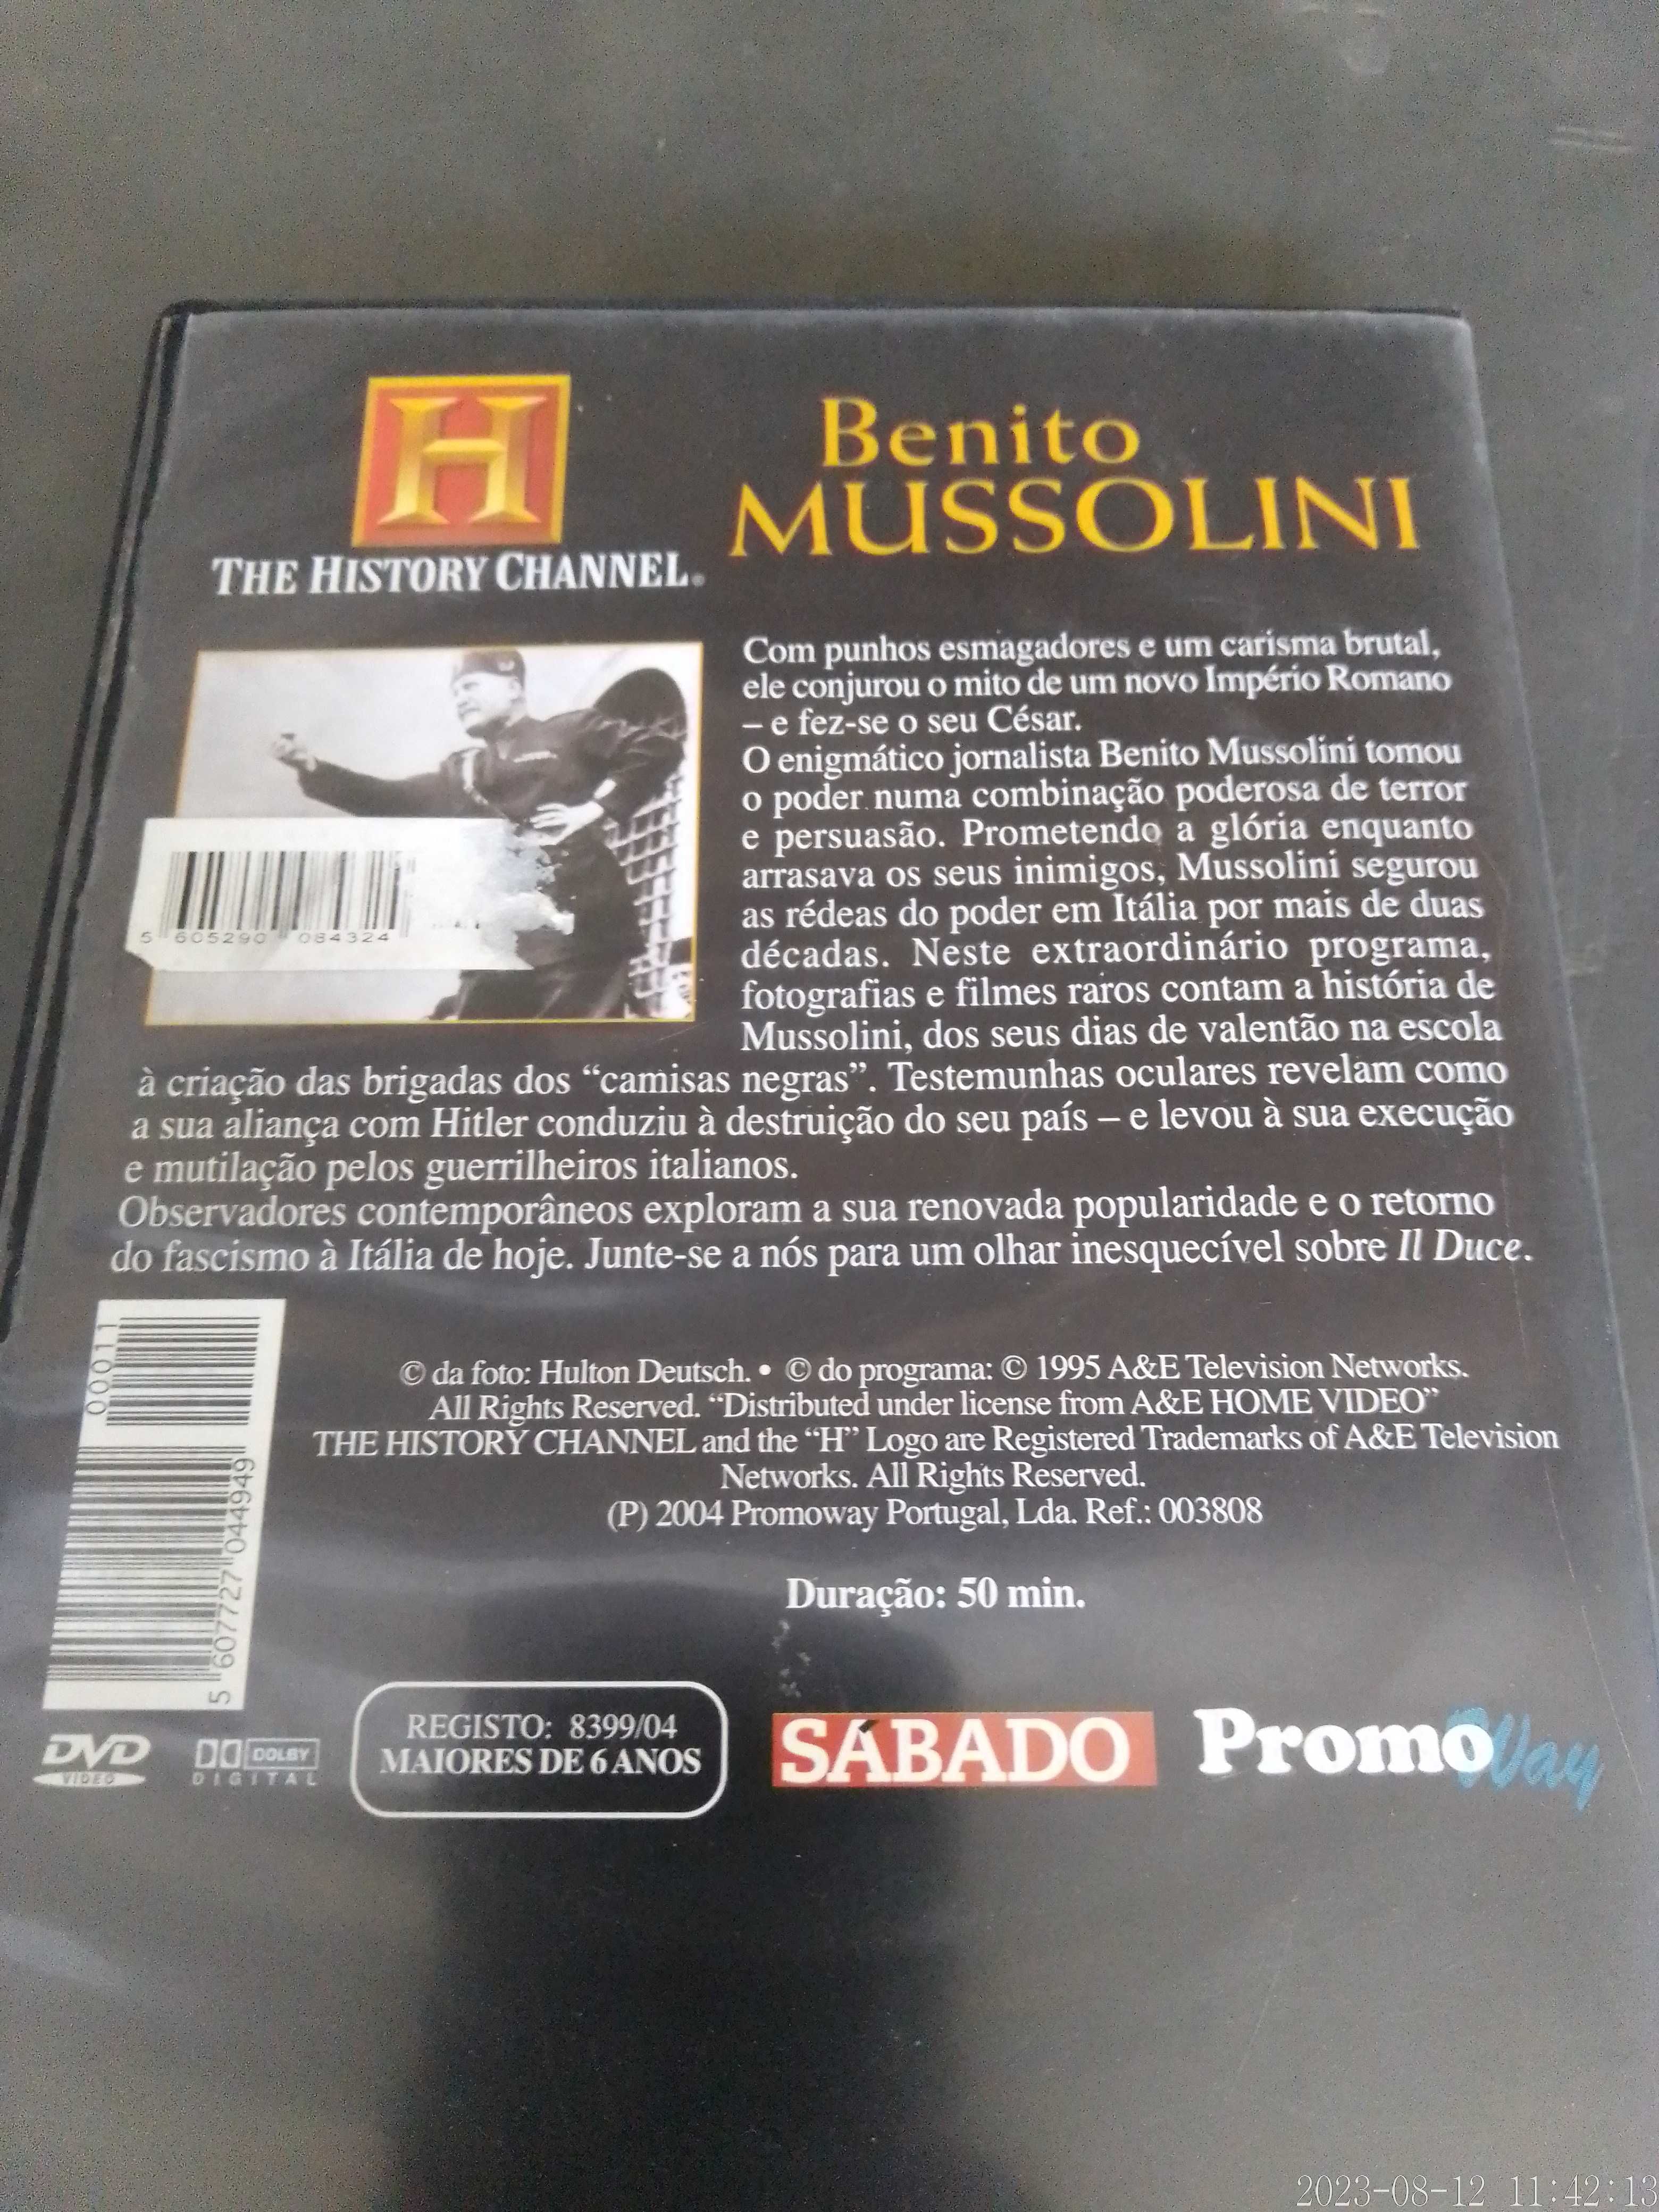 H
THE HISTORY CHANNEL®
Benito
MUSSOLINI
Com punhos esmagadores e um carisma brutal,
ele conjurou o mito de um novo Império Romano
– e fez-se o seu César.
O enigmático jornalista Benito Mussolini tomou
o poder numa combinação poderosa de terror
e persuasão. Prometendo a glória enquanto
arrasava os seus inimigos, Mussolini segurou
as rédeas do poder em Itália por mais de duas
décadas. Neste extraordinário programa,
fotografias e filmes raros contam a história de
Mussolini, dos seus dias de valentão na escola
à criação das brigadas dos “camisas negras”. Testemunhas oculares revelam como
a sua aliança com Hitler conduziu à destruição do seu país – e levou à sua execução
e mutilação pelos guerrilheiros italianos.
Observadores contemporâneos exploram a sua renovada popularidade e o retorno
do fascismo à Itália de hoje. Junte-se a nós para um olhar inesquecível sobre Il Duce.
5 605290 084324
00011
5 607727 044949
© da foto: Hulton Deutsch. • © do programa: © 1995 A&E Television Networks.
All Rights Reserved. “Distributed under license from A&E HOME VIDEO”
THE HISTORY CHANNEL and the “H” Logo are Registered Trademarks of A&E Television
Networks. All Rights Reserved.
(P) 2004 Promoway Portugal, Lda. Ref.: 003808
Duração: 50 min.
DVD
VIDEO
DOLBY
DIGITAL
REGISTO: 8399/04
MAIORES DE 6 ANOS
SÁBADO
PromoWay
2023-08-12 11:42:13